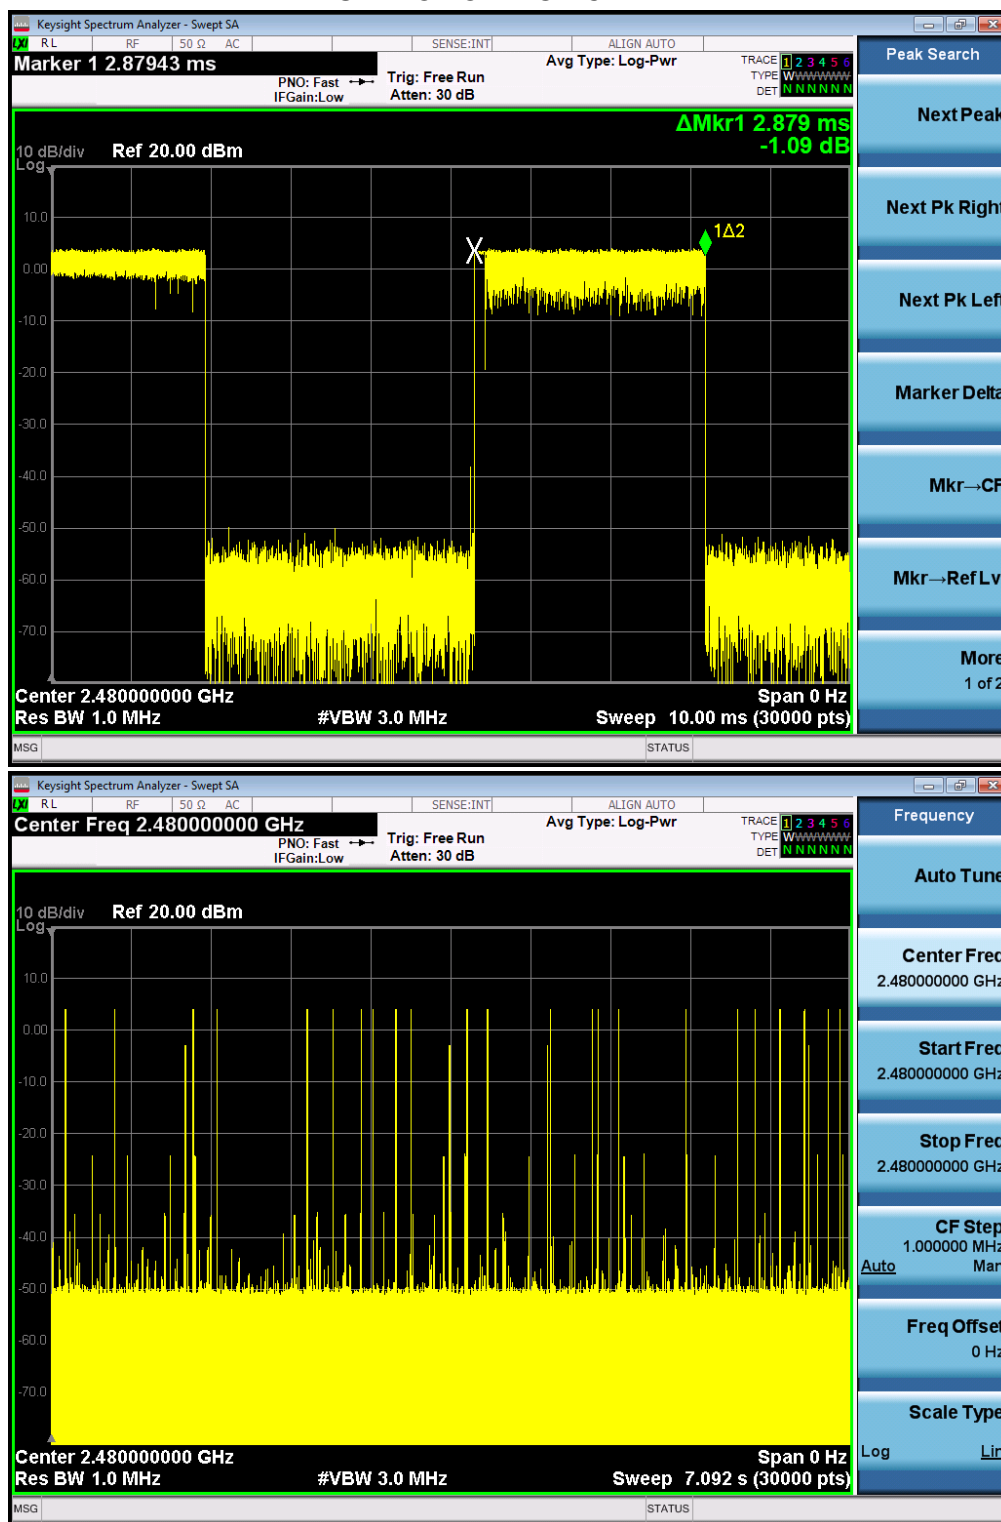 Keysight Spectrum Analyzer - Swept SA
LXI RL RF 50 Ω AC SENSE:INT ALIGN AUTO
Marker 1 2.87943 ms
PNO: Fast
IFGain:Low
Trig: Free Run
Atten: 30 dB
Avg Type: Log-Pwr
TRACE 1 2 3 4 5 6
TYPE W
DET N N N N N N
ΔMkr1 2.879 ms
-1.09 dB
10 dB/div Ref 20.00 dBm
Log
10.0
0.00
-10.0
-20.0
-30.0
-40.0
-50.0
-60.0
-70.0
X
1Δ2
Center 2.480000000 GHz Span 0 Hz
Res BW 1.0 MHz #VBW 3.0 MHz Sweep 10.00 ms (30000 pts)
MSG STATUS
Peak Search
Next Peak
Next Pk Right
Next Pk Left
Marker Delta
Mkr→CF
Mkr→Ref Lv
More
1 of 2
Keysight Spectrum Analyzer - Swept SA
LXI RL RF 50 Ω AC SENSE:INT ALIGN AUTO
Center Freq 2.480000000 GHz
PNO: Fast
IFGain:Low
Trig: Free Run
Atten: 30 dB
Avg Type: Log-Pwr
TRACE 1 2 3 4 5 6
TYPE W
DET N N N N N N
10 dB/div Ref 20.00 dBm
Log
10.0
0.00
-10.0
-20.0
-30.0
-40.0
-50.0
-60.0
-70.0
Center 2.480000000 GHz Span 0 Hz
Res BW 1.0 MHz #VBW 3.0 MHz Sweep 7.092 s (30000 pts)
MSG STATUS
Frequency
Auto Tune
Center Freq
2.480000000 GHz
Start Freq
2.480000000 GHz
Stop Freq
2.480000000 GHz
CF Step
1.000000 MHz
Auto Man
Freq Offset
0 Hz
Scale Type
Log Lin